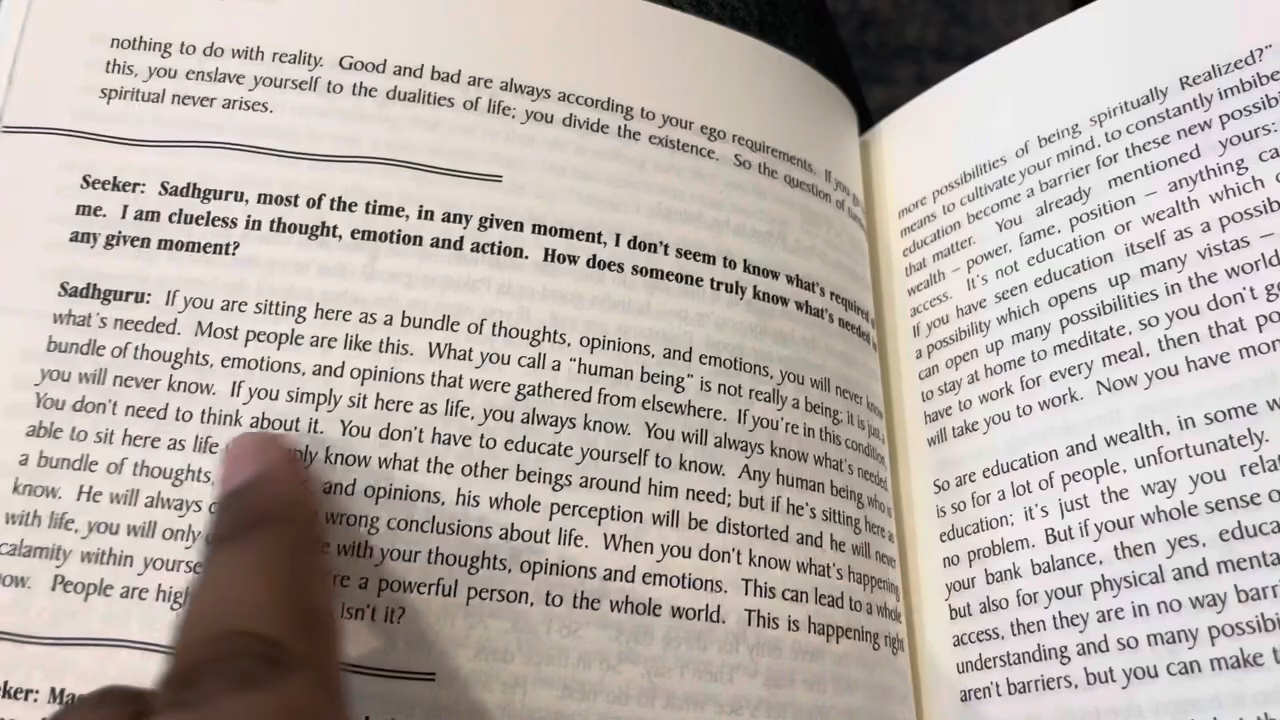 nothing to do with reality. Good and bad are always according to your ego requirements. If you
this, you enslave yourself to the dualities of life; you divide the existence. So the question of
spiritual never arises.
Seeker: Sadhguru, most of the time, in any given moment, I don't seem to know what's required
me. I am clueless in thought, emotion and action. How does someone truly know what's needed
any given moment?
Sadhguru: If you are sitting here as a bundle of thoughts, opinions, and emotions, you will never know
what's needed. Most people are like this. What you call a "human being" is not really a being; it is just
bundle of thoughts, emotions, and opinions that were gathered from elsewhere. If you're in this condition,
you will never know. If you simply sit here as life, you always know. You will always know what's needed.
You don't need to think about it. You don't have to educate yourself to know. Any human being who is
able to sit here as life ply know what the other beings around him need; but if he's sitting here as
a bundle of thoughts, and opinions, his whole perception will be distorted and he will never
know. He will always wrong conclusions about life. When you don't know what's happening
with life, you will only with your thoughts, opinions and emotions. This can lead to a whole
calamity within yourse re a powerful person, to the whole world. This is happening right
ow. People are hig isn't it?
eker: Ma
more possibilities of being spiritually Realized?"
means to cultivate your mind, to constantly imbibe
education become a barrier for these new possibi
that matter. You already mentioned yours:
wealth – power, fame, position – anything, ca
access. It's not education or wealth which
If you have seen education itself as a possib
a possibility which opens up many vistas –
can open up many possibilities in the world
to stay at home to meditate, so you don't go
have to work for every meal, then that po
will take you to work. Now you have mor
So are education and wealth, in some w
is so for a lot of people, unfortunately.
education; it's just the way you relat
no problem. But if your whole sense o
your bank balance, then yes, educa
but also for your physical and menta
access, then they are in no way barr
understanding and so many possibi
aren't barriers, but you can make t